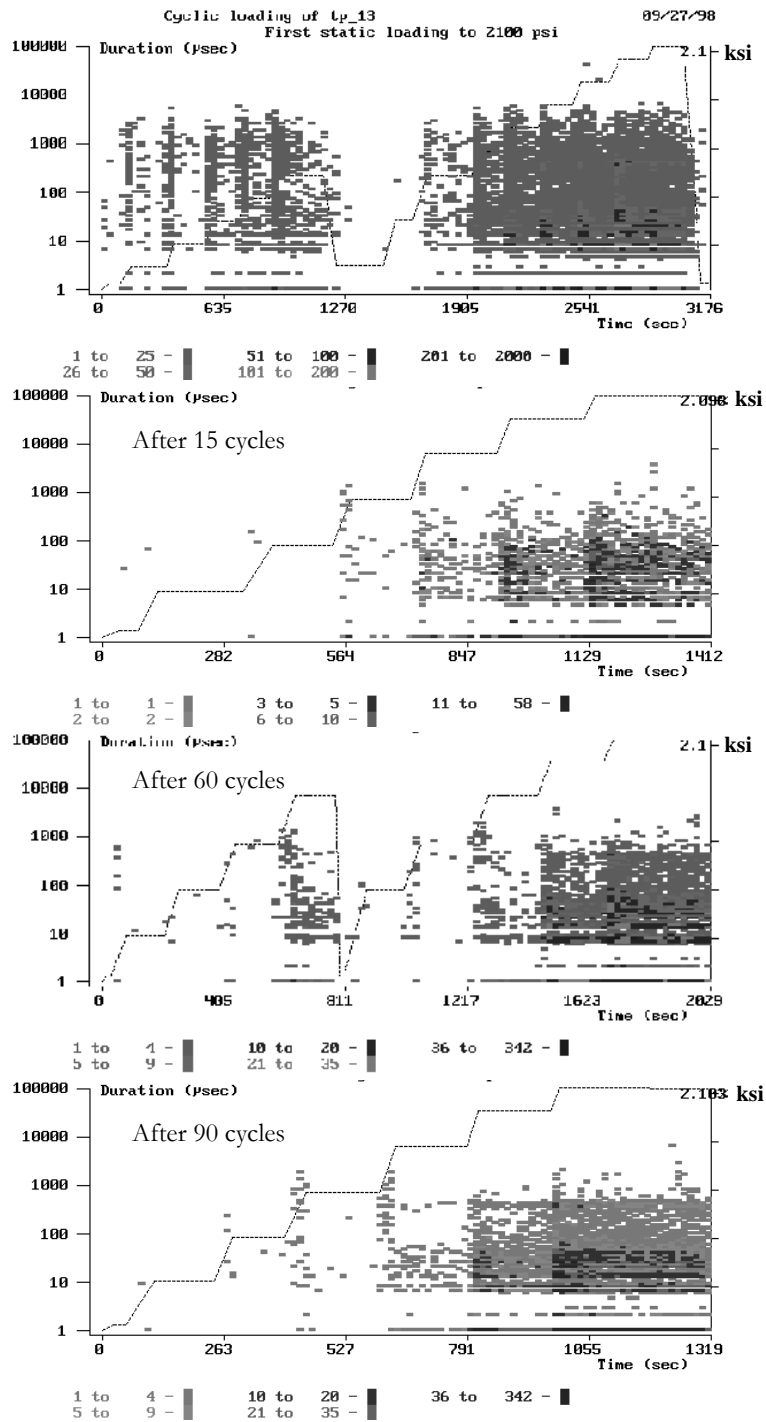 Cyclic loading of tp_13 09/27/98
First static loading to 2100 psi
Duration (µsec)
2.1 ksi
100000
10000
1000
100
10
1
0 635 1270 1905 2541 3176
Time (sec)
1 to 25 - 51 to 100 - 201 to 2000 -
26 to 50 - 101 to 200 -
Duration (µsec)
2.098 ksi
After 15 cycles
100000
10000
1000
100
10
1
0 282 564 847 1129 1412
Time (sec)
1 to 1 - 3 to 5 - 11 to 58 -
2 to 2 - 6 to 10 -
Duration (µsec)
2.1 ksi
After 60 cycles
100000
10000
1000
100
10
1
0 405 811 1217 1623 2029
Time (sec)
1 to 4 - 10 to 20 - 36 to 342 -
5 to 9 - 21 to 35 -
Duration (µsec)
2.103 ksi
After 90 cycles
100000
10000
1000
100
10
1
0 263 527 791 1055 1319
Time (sec)
1 to 4 - 10 to 20 - 36 to 342 -
5 to 9 - 21 to 35 -